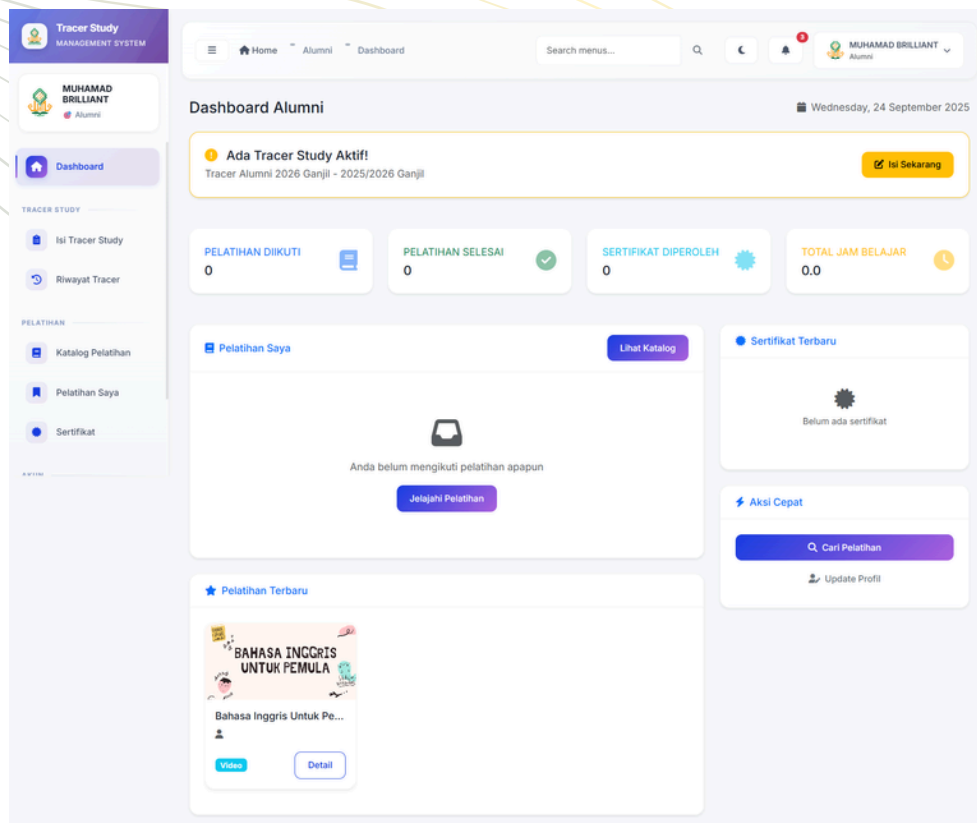 Tracer Study
MANAGEMENT SYSTEM
MUHAMAD
BRILLIANT
Alumni
Dashboard
TRACER STUDY
Isi Tracer Study
Riwayat Tracer
PELATIHAN
Katalog Pelatihan
Pelatihan Saya
Sertifikat
AKUN
Home
Alumni
Dashboard
Search menus...
3
MUHAMAD BRILLIANT
Alumni
Dashboard Alumni
Wednesday, 24 September 2025
Ada Tracer Study Aktif!
Tracer Alumni 2026 Ganjil - 2025/2026 Ganjil
Isi Sekarang
PELATIHAN DIIKUTI
0
PELATIHAN SELESAI
0
SERTIFIKAT DIPEROLEH
0
TOTAL JAM BELAJAR
0.0
Pelatihan Saya
Lihat Katalog
Anda belum mengikuti pelatihan apapun
Jelajahi Pelatihan
Sertifikat Terbaru
Belum ada sertifikat
Aksi Cepat
Cari Pelatihan
Update Profil
Pelatihan Terbaru
BAHASA INGGRIS
UNTUK PEMULA
Bahasa Inggris Untuk Pe...
Video
Detail